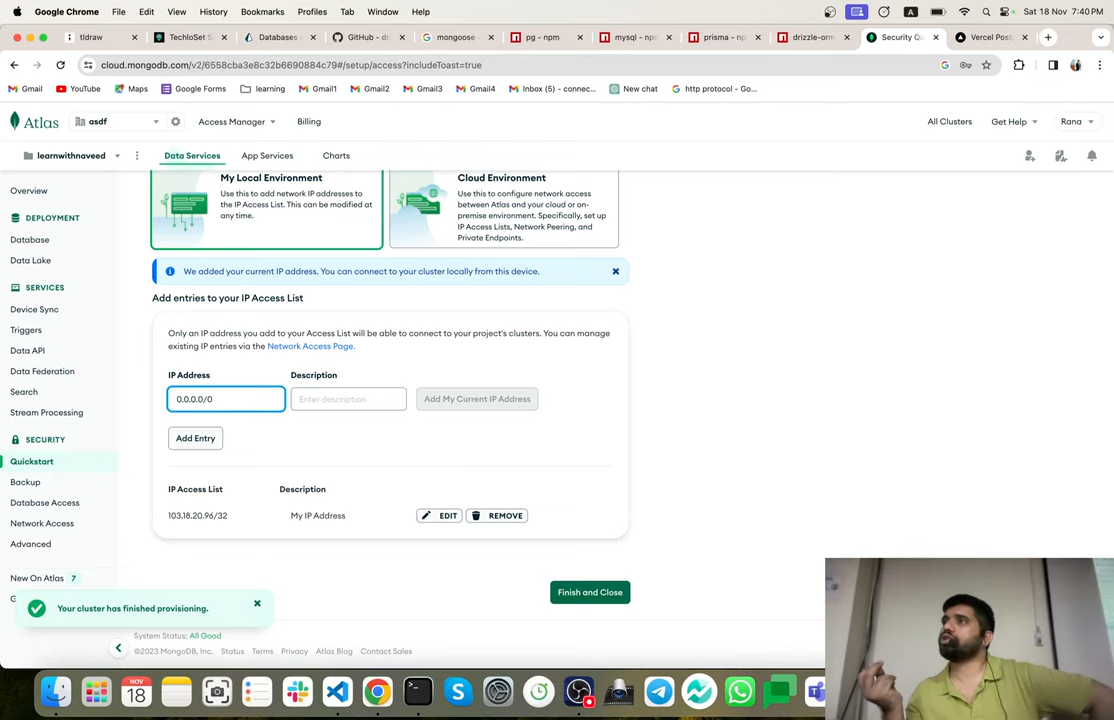 Google Chrome File Edit View History Bookmarks Profiles Tab Window Help A Sat 18 Nov 7:40 PM
tldraw TechloSet S Databases GitHub - dr mongoose pg - npm mysql - np prisma - np drizzle-orm Security Q Vercel Post
cloud.mongodb.com/v2/6558cba3e8c32b6690884c79#/setup/access?includeToast=true
Gmail YouTube Maps Google Forms learning Gmail1 Gmail2 Gmail3 Gmail4 Inbox (5) - connec... New chat http protocol - Go...
Atlas asdf Access Manager Billing All Clusters Get Help Rana
learnwithnaveed Data Services App Services Charts
Overview
DEPLOYMENT
Database
Data Lake
SERVICES
Device Sync
Triggers
Data API
Data Federation
Search
Stream Processing
SECURITY
Quickstart
Backup
Database Access
Network Access
Advanced
New On Atlas 7
My Local Environment
Use this to add network IP addresses to
the IP Access List. This can be modified at
any time.
Cloud Environment
Use this to configure network access
between Atlas and your cloud or on-
premise environment. Specifically, set up
IP Access Lists, Network Peering, and
Private Endpoints.
We added your current IP address. You can connect to your cluster locally from this device.
Add entries to your IP Access List
Only an IP address you add to your Access List will be able to connect to your project's clusters. You can manage
existing IP entries via the Network Access Page.
IP Address Description
0.0.0.0/0 Enter description Add My Current IP Address
Add Entry
IP Access List Description
103.18.20.96/32 My IP Address EDIT REMOVE
Finish and Close
Your cluster has finished provisioning.
System Status: All Good
©2023 MongoDB, Inc. Status Terms Privacy Atlas Blog Contact Sales
NOV
18